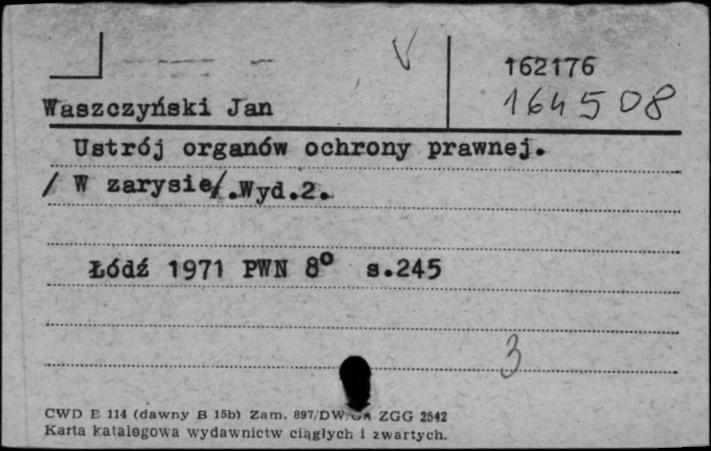 V
162176
Waszczyński Jan 164508
Ustrój organów ochrony prawnej.
/ W zarysie/.Wyd.2.
Łódź 1971 PWN 8° s.245
3
CWD E 114 (dawny B 15b) Zam. 897/DW/ ZGG 2542
Karta katalogowa wydawnictw ciągłych i zwartych.